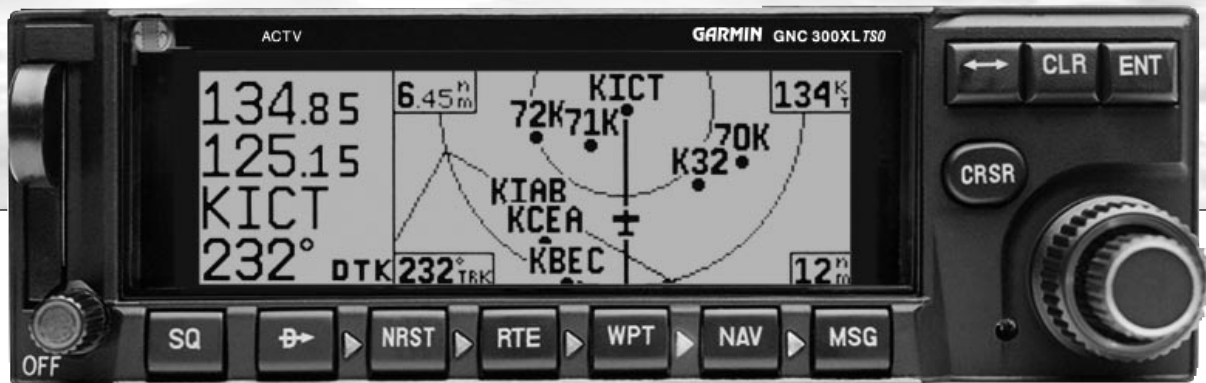 ACTV
GARMIN GNC 300XL TSO
134.85
125.15
KICT
232° DTK
6.45 nm
134 KT
KICT
72K
71K
70K
K32
KIAB
KCEA
KBEC
232° TRK
12 nm
CLR
ENT
CRSR
OFF
SQ
D
NRST
RTE
WPT
NAV
MSG